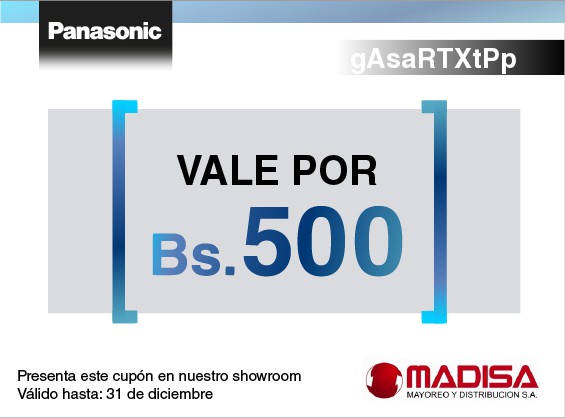 Panasonic
gAsaRTXtPp
VALE POR
Bs.500
Presenta este cupón en nuestro showroom
Válido hasta: 31 de diciembre
MADISA
MAYOREO Y DISTRIBUCION S.A.